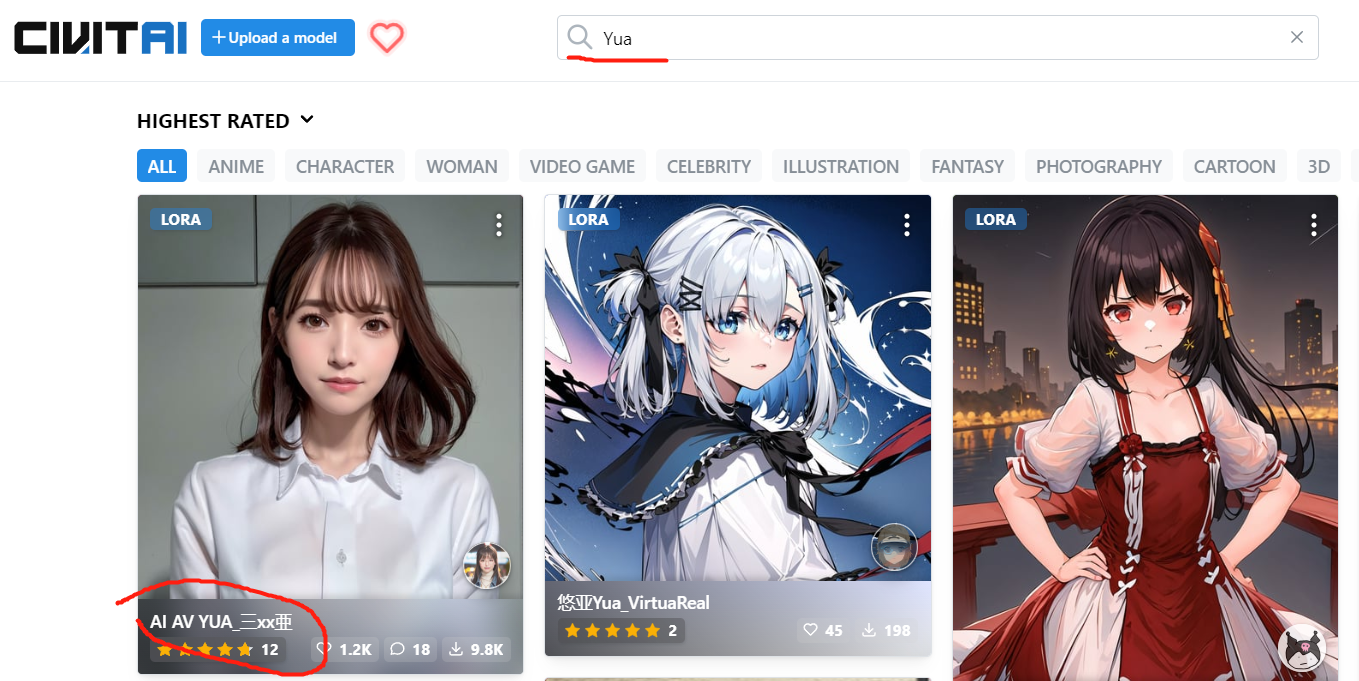 CIVITAI
+Upload a model
Yua
HIGHEST RATED
ALL ANIME CHARACTER WOMAN VIDEO GAME CELEBRITY ILLUSTRATION FANTASY PHOTOGRAPHY CARTOON 3D
LORA
AI AV YUA_三xx亜
12 1.2K 18 9.8K
LORA
悠亚Yua_VirtuaReal
2 45 198
LORA